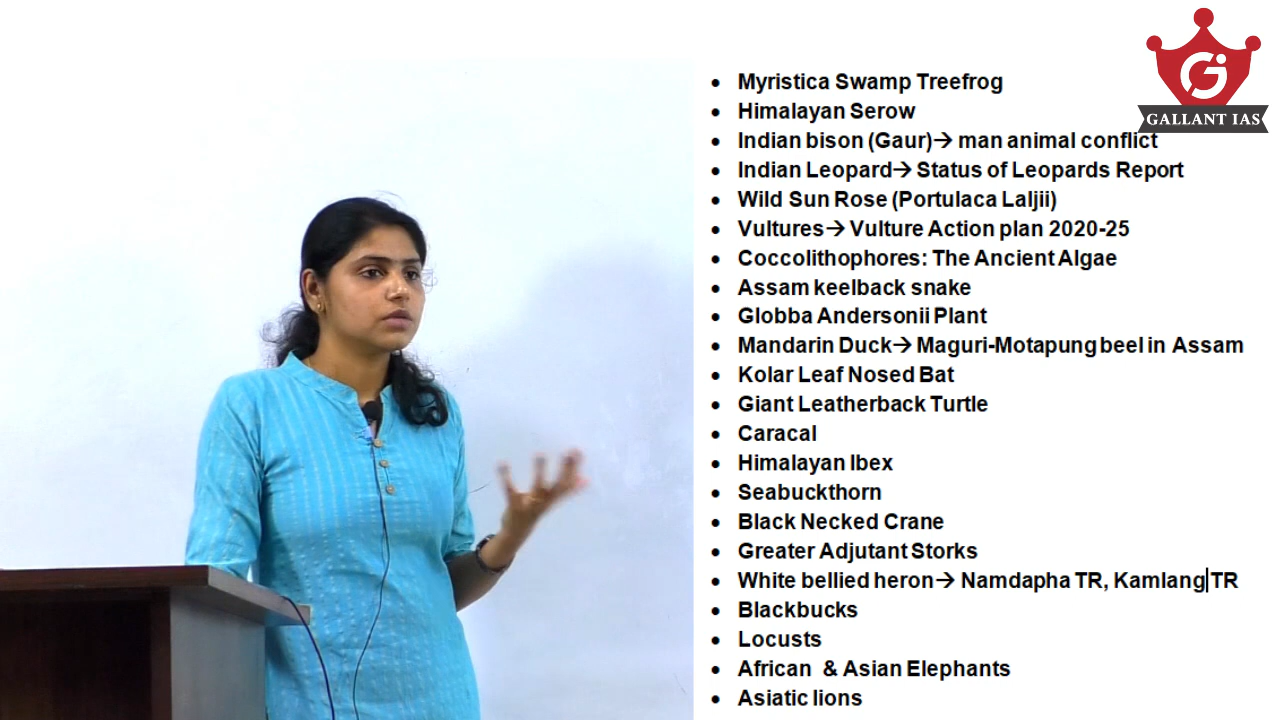 Myristica Swamp Treefrog
Himalayan Serow
Indian bison (Gaur)→ man animal conflict
Indian Leopard→ Status of Leopards Report
Wild Sun Rose (Portulaca Laljii)
Vultures→ Vulture Action plan 2020-25
Coccolithophores: The Ancient Algae
Assam keelback snake
Globba Andersonii Plant
Mandarin Duck→ Maguri-Motapung beel in Assam
Kolar Leaf Nosed Bat
Giant Leatherback Turtle
Caracal
Himalayan Ibex
Seabuckthorn
Black Necked Crane
Greater Adjutant Storks
White bellied heron→ Namdapha TR, Kamlang TR
Blackbucks
Locusts
African & Asian Elephants
Asiatic lions
GALLANT IAS